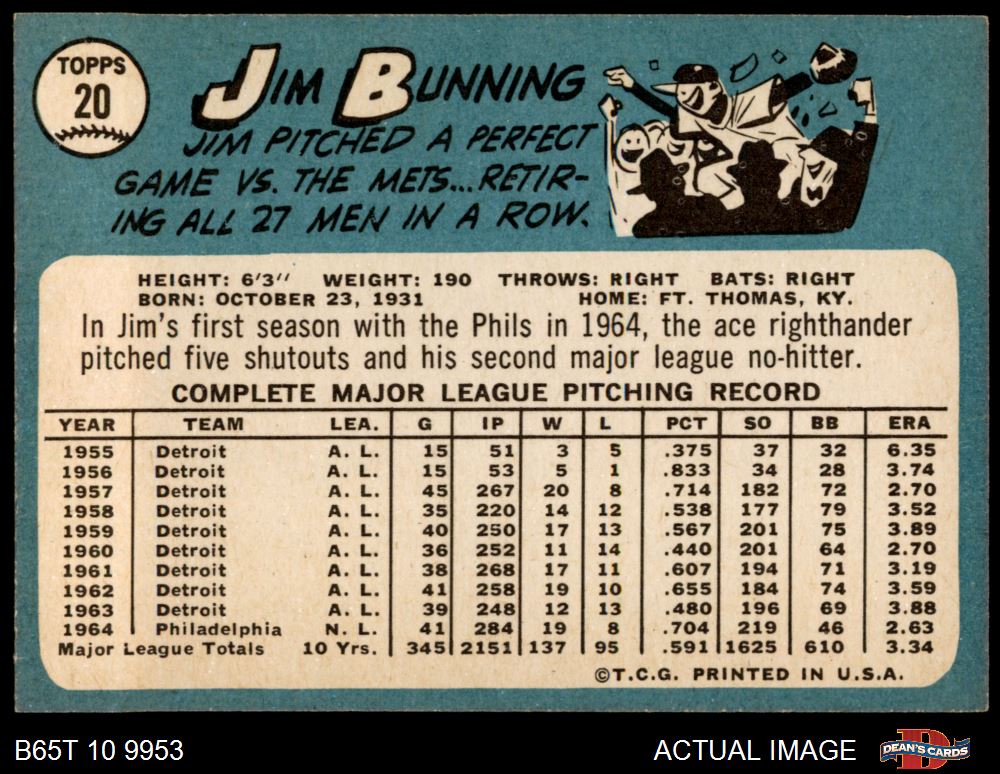 TOPPS
20
JIM BUNNING
JIM PITCHED A PERFECT
GAME VS. THE METS...RETIR-
ING ALL 27 MEN IN A ROW.
HEIGHT: 6'3" WEIGHT: 190 THROWS: RIGHT BATS: RIGHT
BORN: OCTOBER 23, 1931 HOME: FT. THOMAS, KY.
In Jim's first season with the Phils in 1964, the ace righthander
pitched five shutouts and his second major league no-hitter.
COMPLETE MAJOR LEAGUE PITCHING RECORD
YEAR TEAM LEA. G IP W L PCT SO BB ERA
1955 Detroit A. L. 15 51 3 5 .375 37 32 6.35
1956 Detroit A. L. 15 53 5 1 .833 34 28 3.74
1957 Detroit A. L. 45 267 20 8 .714 182 72 2.70
1958 Detroit A. L. 35 220 14 12 .538 177 79 3.52
1959 Detroit A. L. 40 250 17 13 .567 201 75 3.89
1960 Detroit A. L. 36 252 11 14 .440 201 64 2.70
1961 Detroit A. L. 38 268 17 11 .607 194 71 3.19
1962 Detroit A. L. 41 258 19 10 .655 184 74 3.59
1963 Detroit A. L. 39 248 12 13 .480 196 69 3.88
1964 Philadelphia N. L. 41 284 19 8 .704 219 46 2.63
Major League Totals 10 Yrs. 345 2151 137 95 .591 1625 610 3.34
©T.C.G. PRINTED IN U.S.A.
B65T 10 9953 ACTUAL IMAGE DEAN'S CARDS